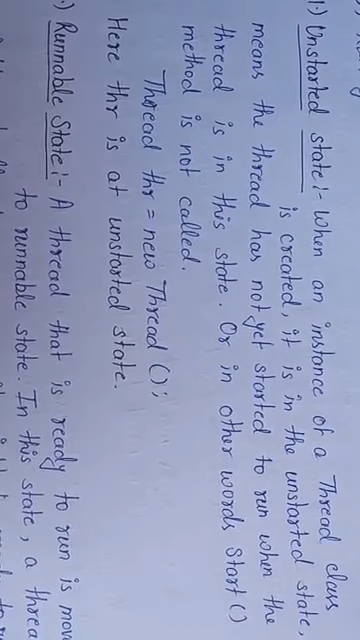 1.) Unstarted state:- When an instance of a Thread class
is created, it is in the unstarted state,
means the thread has not yet started to run when the
thread is in this state. Or in other words Start()
method is not called.
Thread thr = new Thread();
Here thr is at unstarted state.
.) Runnable State:- A thread that is ready to run is mov
to runnable state. In this state, a threa